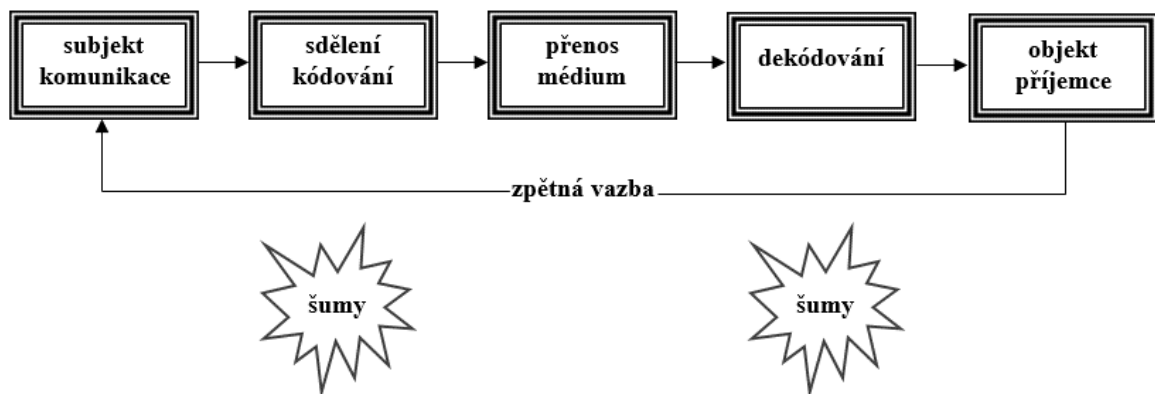 subjekt
komunikace
sdělení
kódování
přenos
médium
dekódování
objekt
příjemce
zpětná vazba
šumy
šumy